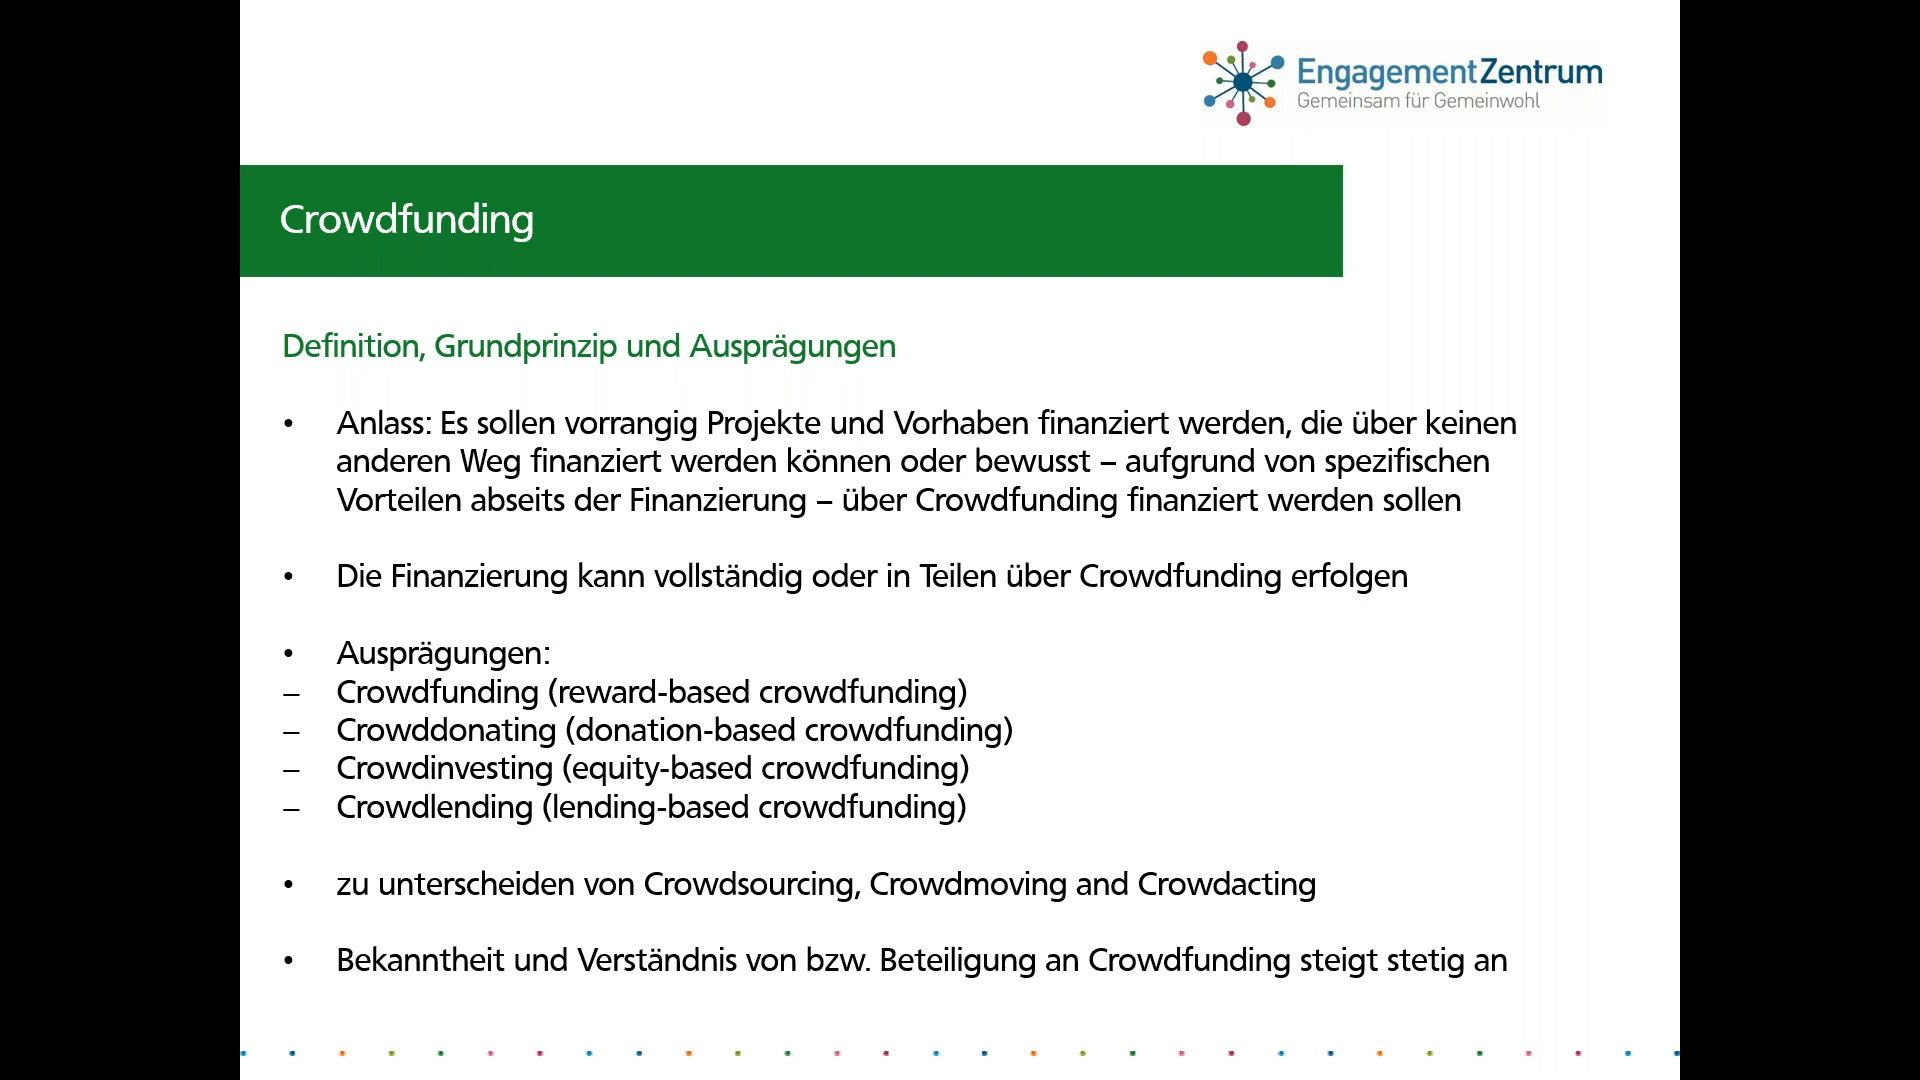 EngagementZentrum
Gemeinsam für Gemeinwohl
Crowdfunding
Definition, Grundprinzip und Ausprägungen
• Anlass: Es sollen vorrangig Projekte und Vorhaben finanziert werden, die über keinen
anderen Weg finanziert werden können oder bewusst – aufgrund von spezifischen
Vorteilen abseits der Finanzierung – über Crowdfunding finanziert werden sollen
• Die Finanzierung kann vollständig oder in Teilen über Crowdfunding erfolgen
• Ausprägungen:
– Crowdfunding (reward-based crowdfunding)
– Crowddonating (donation-based crowdfunding)
– Crowdinvesting (equity-based crowdfunding)
– Crowdlending (lending-based crowdfunding)
• zu unterscheiden von Crowdsourcing, Crowdmoving and Crowdacting
• Bekanntheit und Verständnis von bzw. Beteiligung an Crowdfunding steigt stetig an